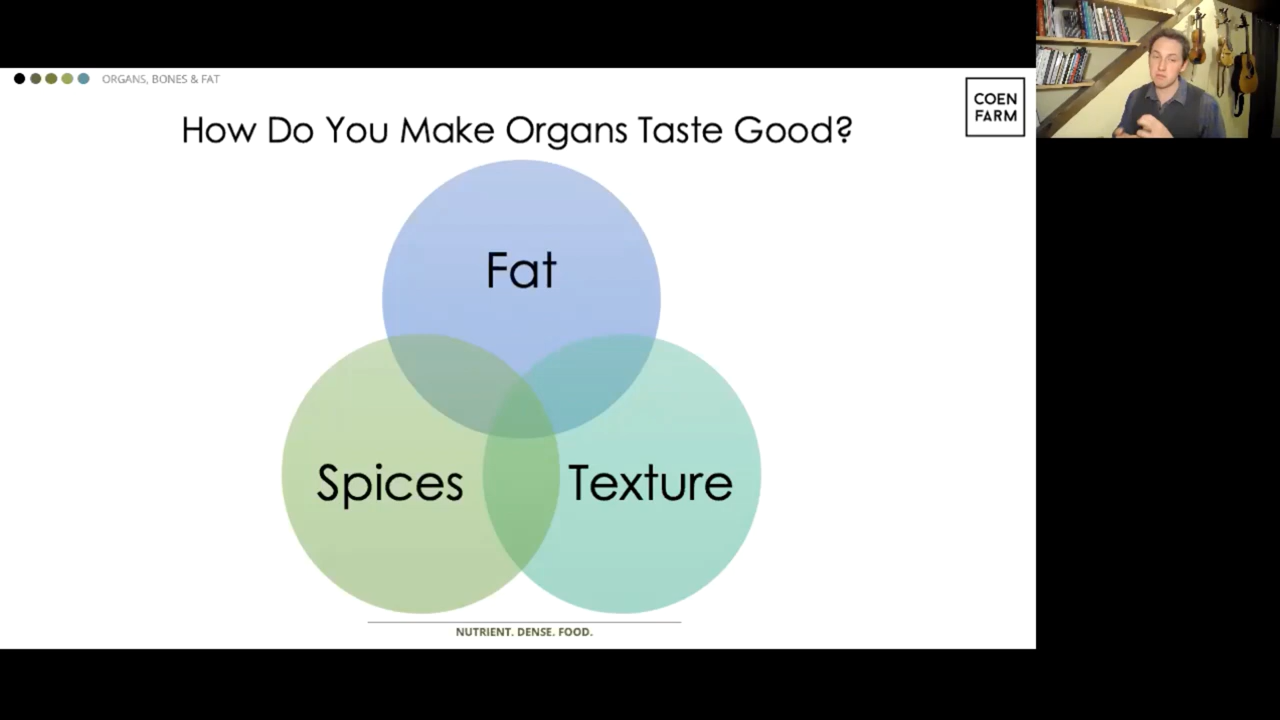 ORGANS, BONES & FAT
COEN
FARM
How Do You Make Organs Taste Good?
Fat
Spices
Texture
NUTRIENT. DENSE. FOOD.